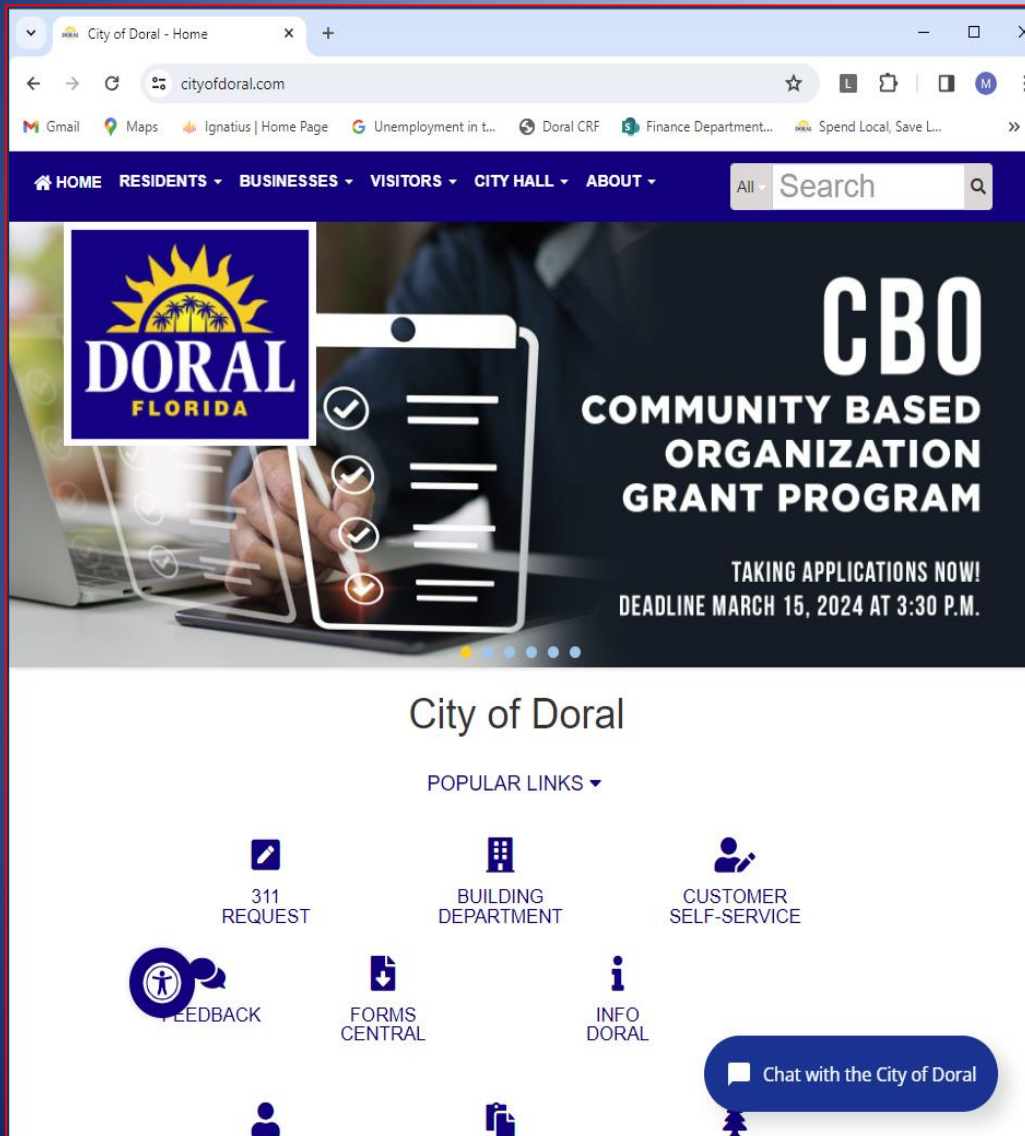 City of Doral - Home
cityofdoral.com
L
M
Gmail
Maps
Ignatius | Home Page
Unemployment in t...
Doral CRF
Finance Department...
Spend Local, Save L...
HOME RESIDENTS BUSINESSES VISITORS CITY HALL ABOUT
All Search
DORAL
FLORIDA
CBO
COMMUNITY BASED
ORGANIZATION
GRANT PROGRAM
TAKING APPLICATIONS NOW!
DEADLINE MARCH 15, 2024 AT 3:30 P.M.
City of Doral
POPULAR LINKS
311
REQUEST
BUILDING
DEPARTMENT
CUSTOMER
SELF-SERVICE
FEEDBACK
FORMS
CENTRAL
INFO
DORAL
Chat with the City of Doral